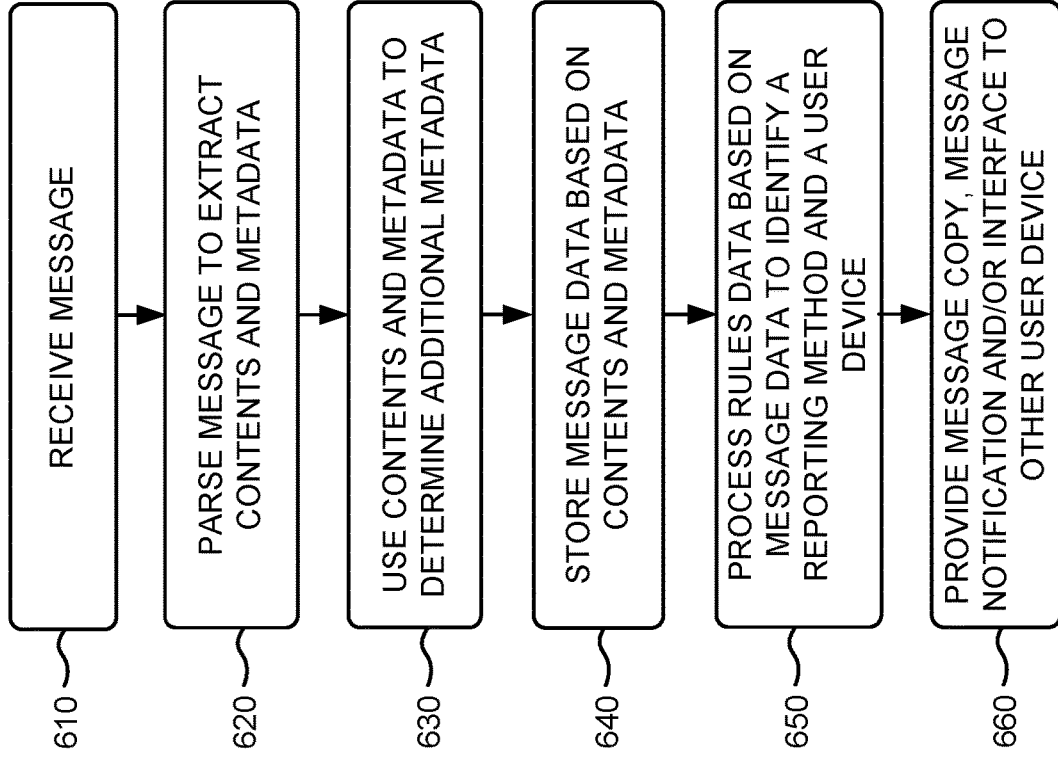 610
RECEIVE MESSAGE
620
PARSE MESSAGE TO EXTRACT
CONTENTS AND METADATA
630
USE CONTENTS AND METADATA TO
DETERMINE ADDITIONAL METADATA
640
STORE MESSAGE DATA BASED ON
CONTENTS AND METADATA
650
PROCESS RULES DATA BASED ON
MESSAGE DATA TO IDENTIFY A
REPORTING METHOD AND A USER
DEVICE
660
PROVIDE MESSAGE COPY, MESSAGE
NOTIFICATION AND/OR INTERFACE TO
OTHER USER DEVICE